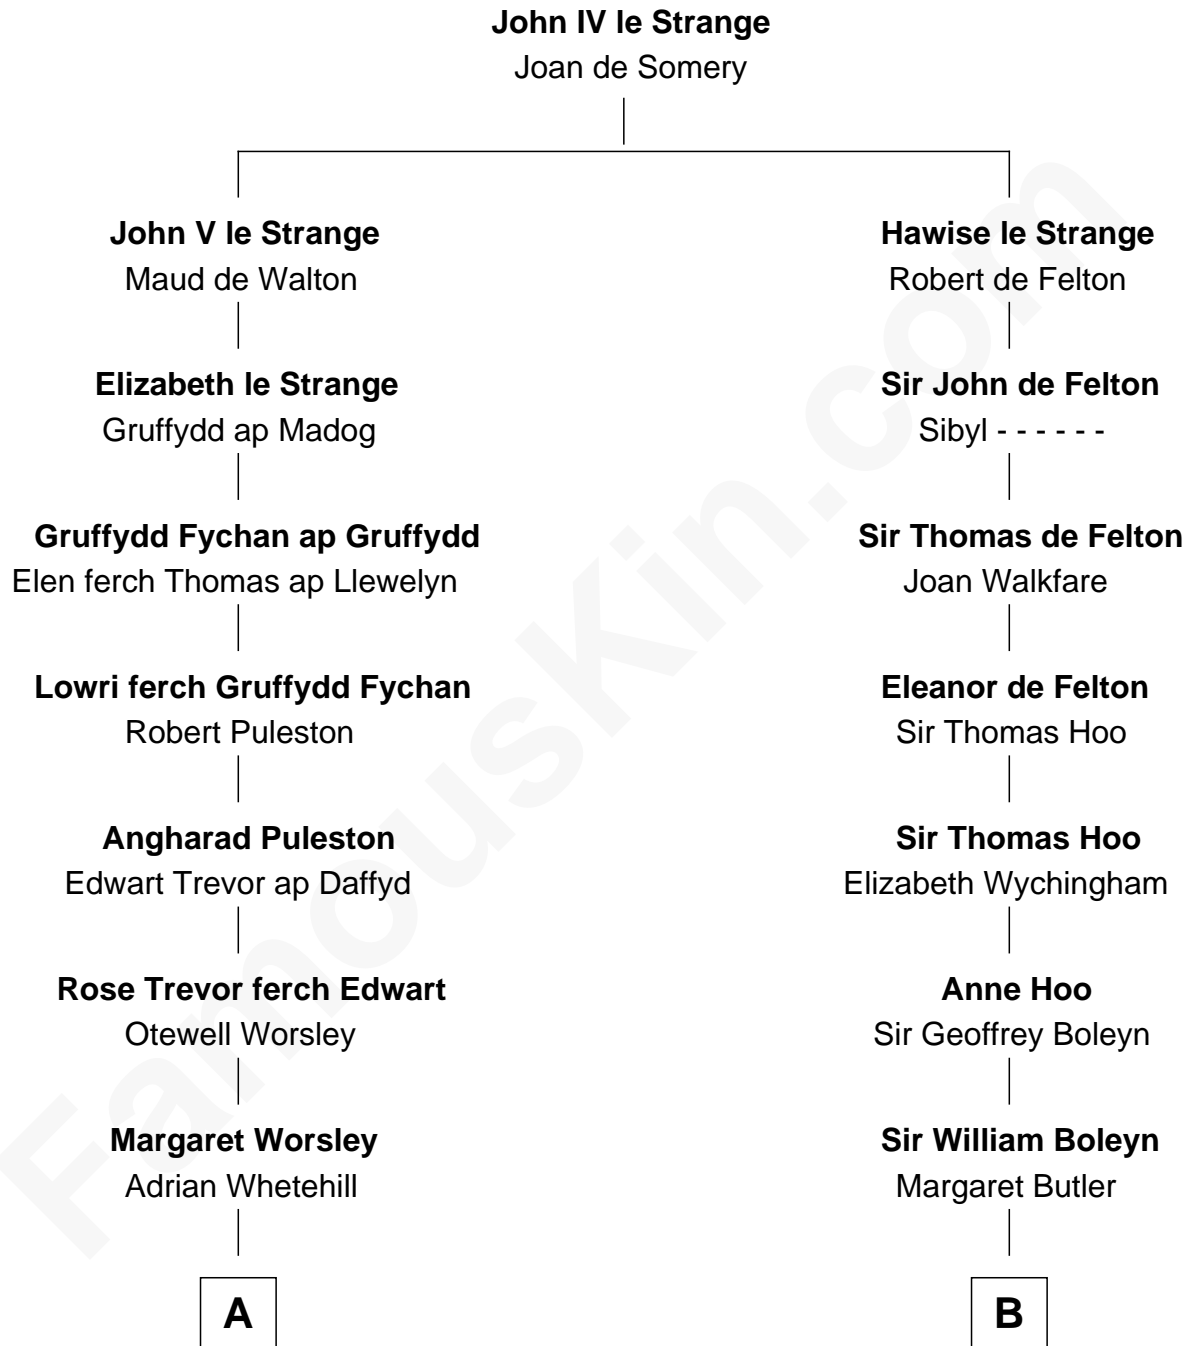 John IV le Strange
Joan de Somery
John V le Strange
Maud de Walton
Hawise le Strange
Robert de Felton
Elizabeth le Strange
Gruffydd ap Madog
Sir John de Felton
Sibyl - - - - - -
Gruffydd Fychan ap Gruffydd
Elen ferch Thomas ap Llewelyn
Sir Thomas de Felton
Joan Walkfare
Lowri ferch Gruffydd Fychan
Robert Puleston
Eleanor de Felton
Sir Thomas Hoo
Angharad Puleston
Edwart Trevor ap Daffyd
Sir Thomas Hoo
Elizabeth Wychingham
Rose Trevor ferch Edwart
Otewell Worsley
Anne Hoo
Sir Geoffrey Boleyn
Margaret Worsley
Adrian Whetehill
Sir William Boleyn
Margaret Butler
A
B
FamousKin.com